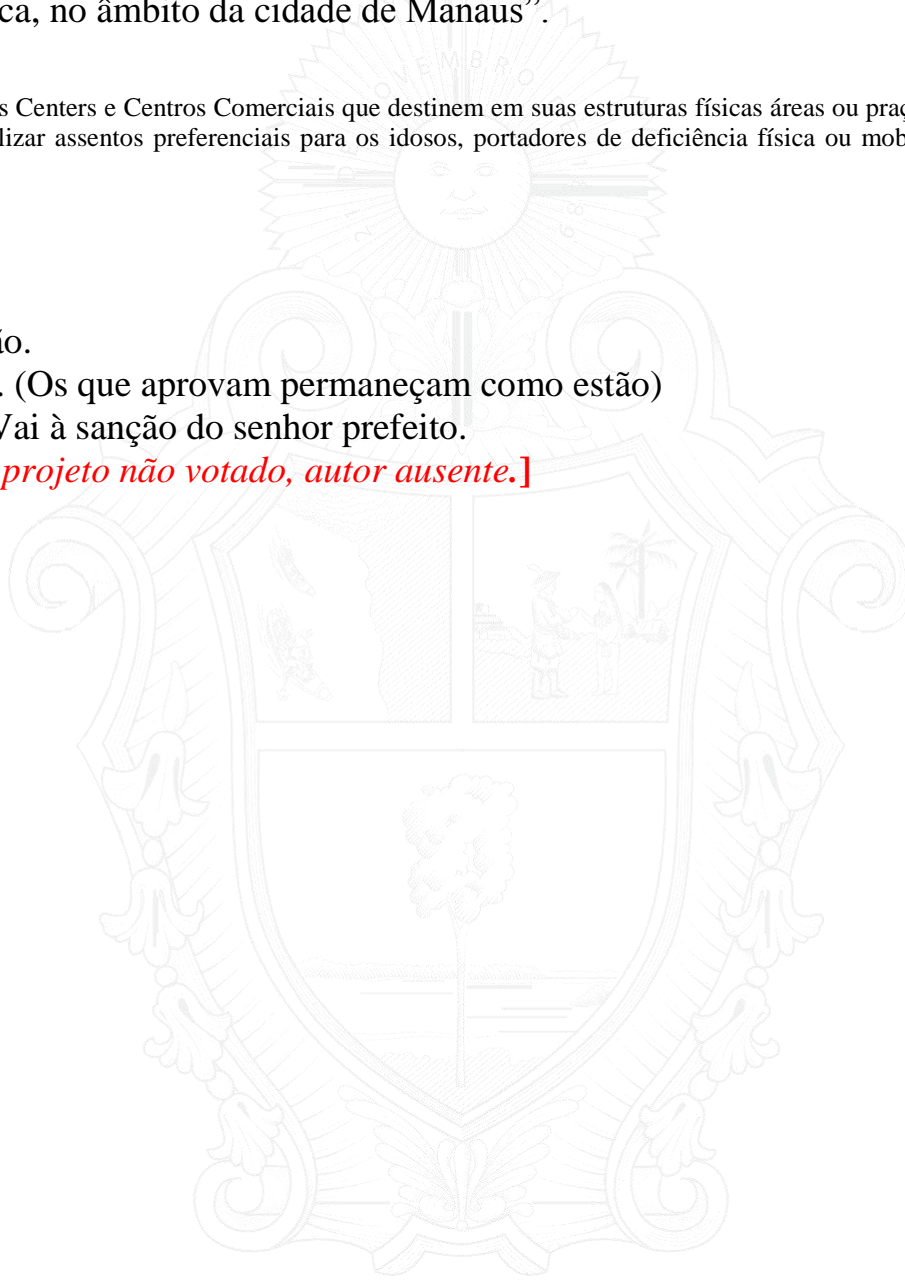 ca, no âmbito da cidade de Manaus”.
NOVEMBRO
s Centers e Centros Comerciais que destinem em suas estruturas físicas áreas ou praç
lizar assentos preferenciais para os idosos, portadores de deficiência física ou mob
ão.
. (Os que aprovam permaneçam como estão)
Vai à sanção do senhor prefeito.
projeto não votado, autor ausente.]